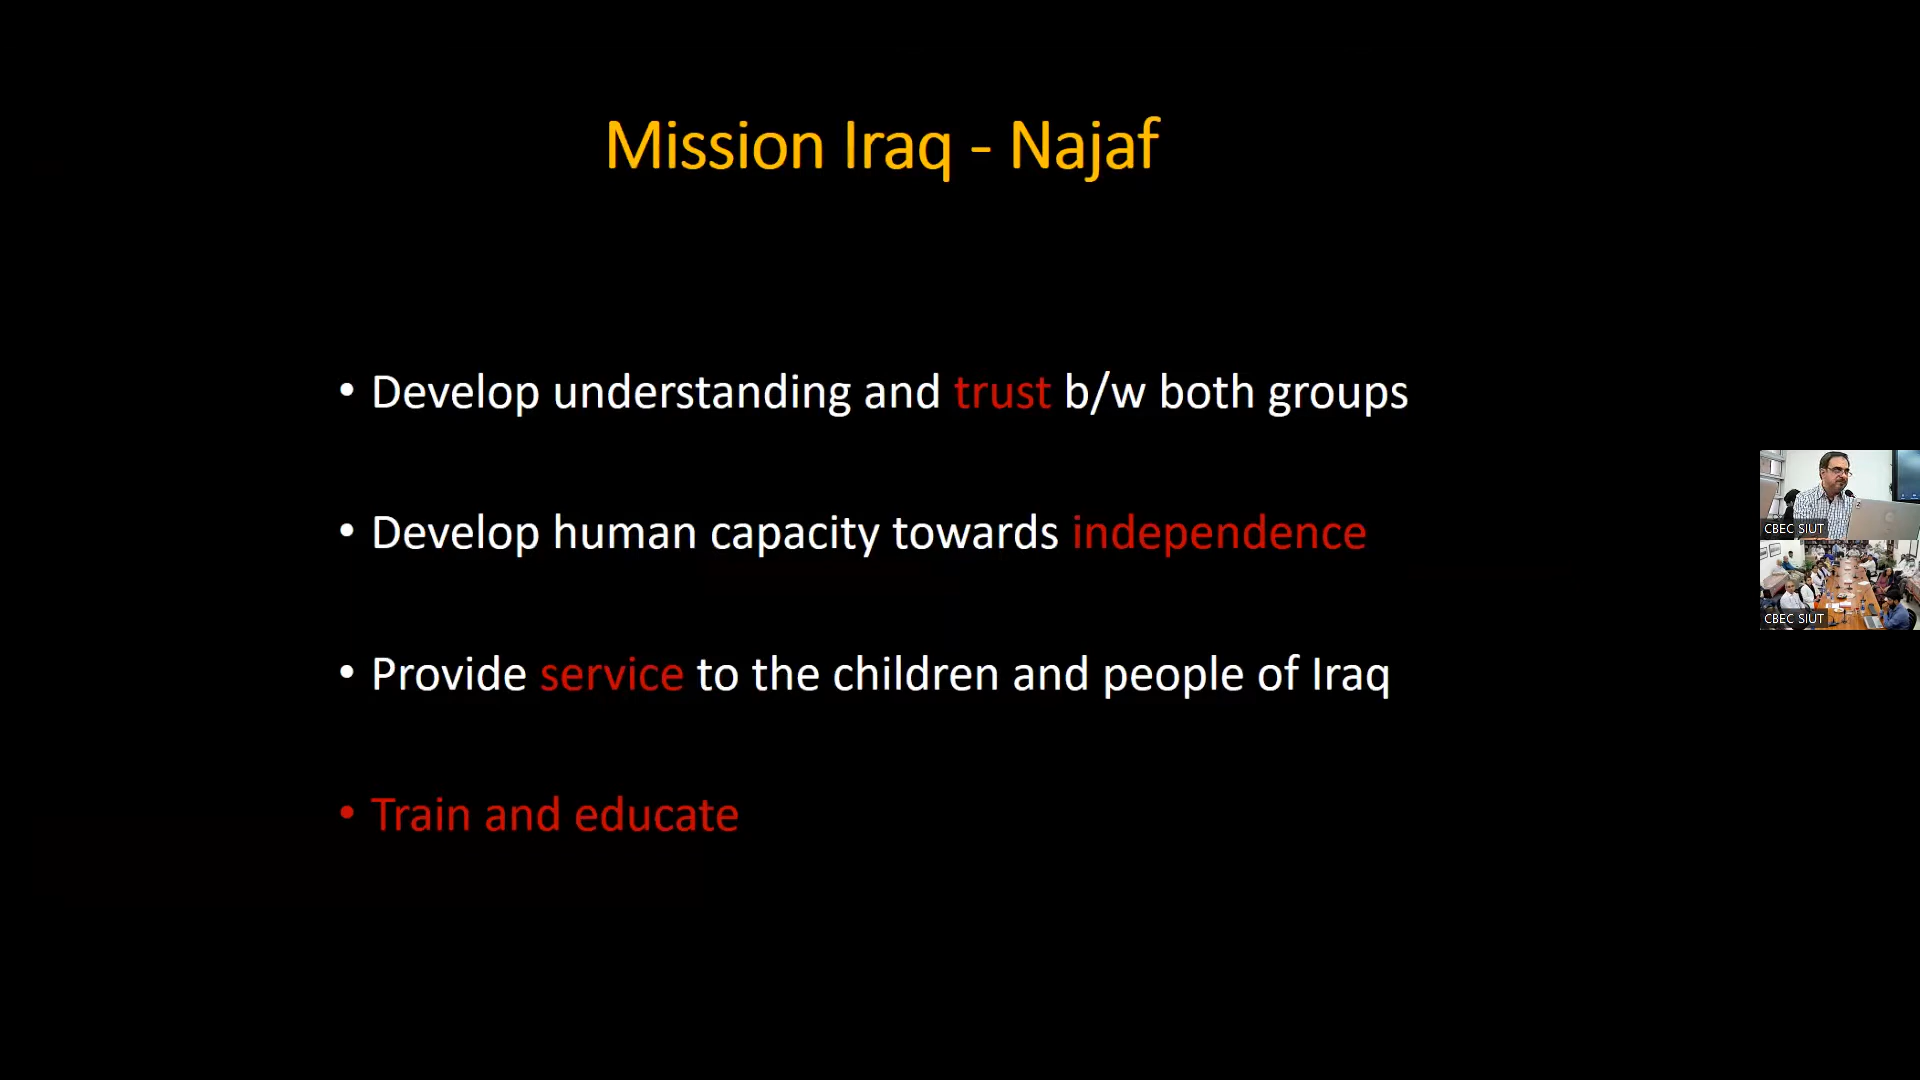 Mission Iraq - Najaf
• Develop understanding and trust b/w both groups
• Develop human capacity towards independence
• Provide service to the children and people of Iraq
• Train and educate
CBEC SIUT
CBEC SIUT